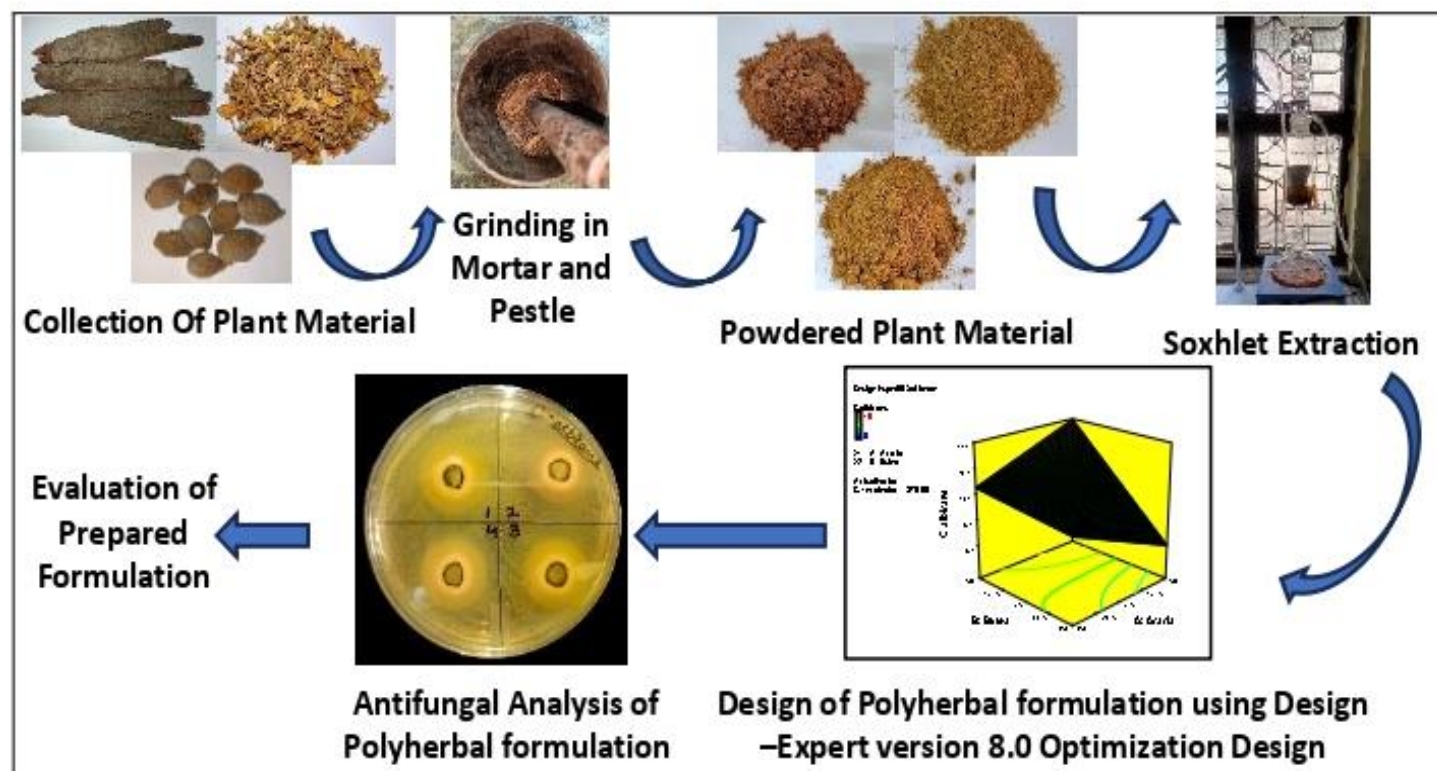 Collection Of Plant Material
Grinding in
Mortar and
Pestle
Powdered Plant Material
Soxhlet Extraction
Design of Polyherbal formulation using Design
–Expert version 8.0 Optimization Design
1 2
4 3
Antifungal Analysis of
Polyherbal formulation
Evaluation of
Prepared
Formulation